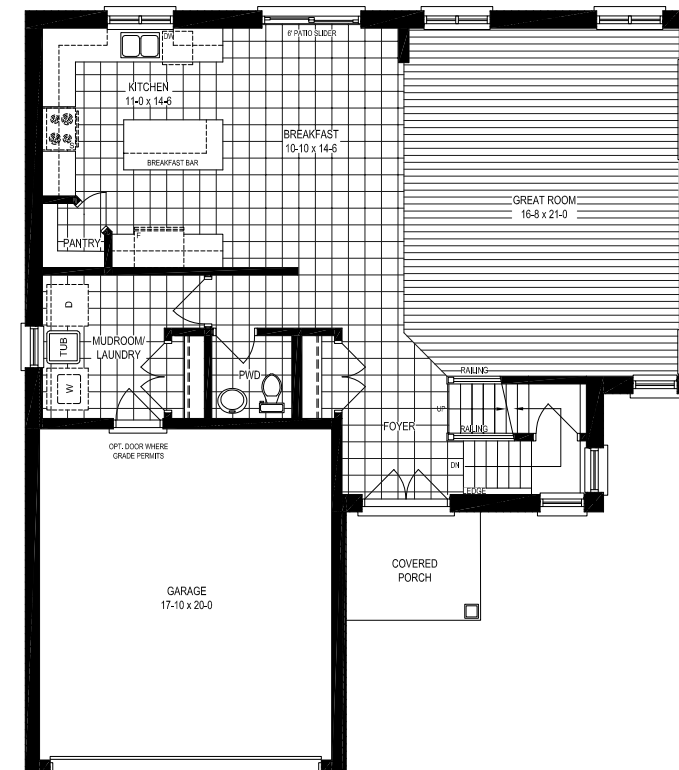 DW
6' PATIO SLIDER
KITCHEN
11-0 x 14-6
BREAKFAST
10-10 x 14-6
S
BREAKFAST BAR
GREAT ROOM
16-8 x 21-0
F
PANTRY
D
TUB
MUDROOM/
LAUNDRY
W
PWD
RAILING
UP
RAILING
FOYER
DN
LEDGE
OPT. DOOR WHERE
GRADE PERMITS
COVERED
PORCH
GARAGE
17-10 x 20-0